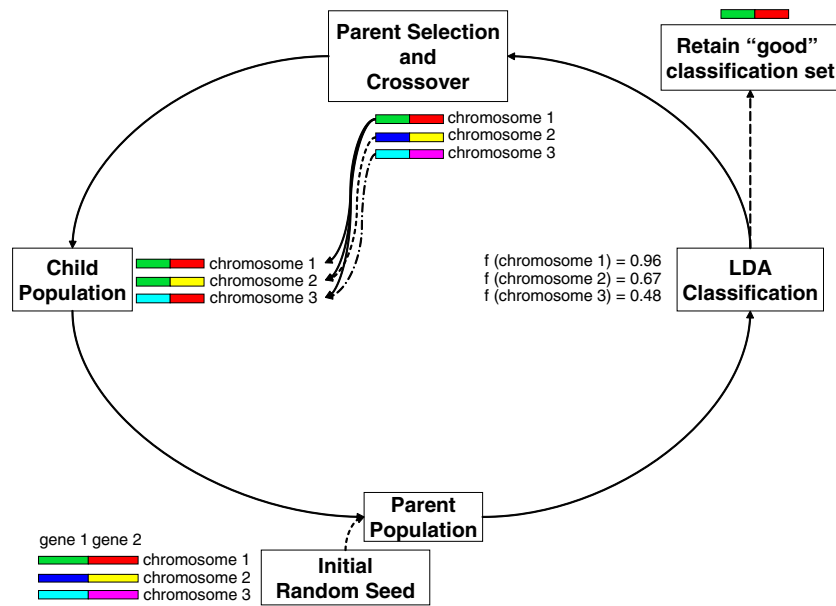 Parent Selection
and
Crossover
Retain “good”
classification set
chromosome 1
chromosome 2
chromosome 3
Child
Population
chromosome 1
chromosome 2
chromosome 3
f (chromosome 1) = 0.96
f (chromosome 2) = 0.67
f (chromosome 3) = 0.48
LDA
Classification
Parent
Population
gene 1 gene 2
chromosome 1
chromosome 2
chromosome 3
Initial
Random Seed